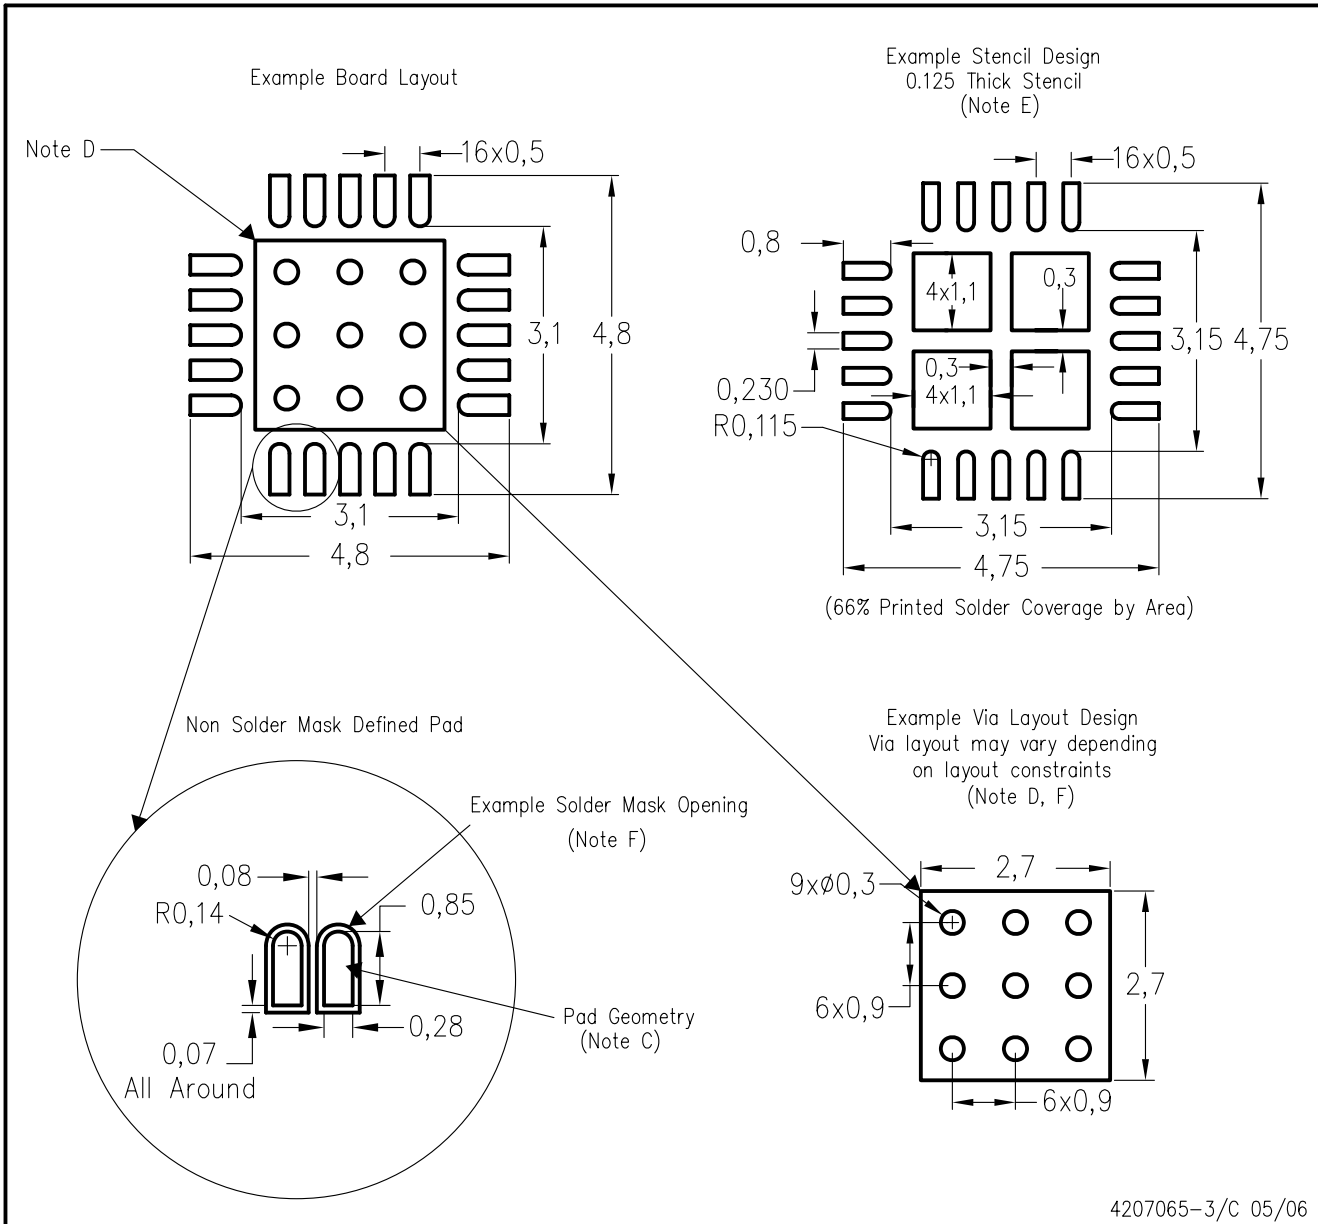 Example Board Layout
Note D
16x0,5
3,1
4,8
3,1
4,8
Example Stencil Design
0.125 Thick Stencil
(Note E)
16x0,5
0,8
4x1,1
0,3
3,15
4,75
0,3
4x1,1
0,230
R0,115
3,15
4,75
(66% Printed Solder Coverage by Area)
Non Solder Mask Defined Pad
Example Solder Mask Opening
(Note F)
0,08
R0,14
0,85
0,28
Pad Geometry
(Note C)
0,07
All Around
Example Via Layout Design
Via layout may vary depending
on layout constraints
(Note D, F)
2,7
9xø0,3
2,7
6x0,9
6x0,9
4207065-3/C 05/06